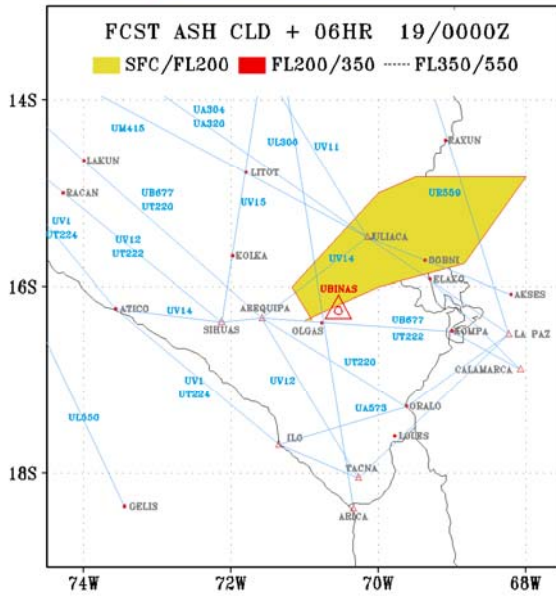 FCST ASH CLD + 06HR 19/0000Z
SFC/FL200 FL200/350 FL350/550
14S
UA304
UA320
UM415
UL306
UV11
RAXUN
LAKUN
LITOT
RACAN
UB677
UT220
UV15
UR559
UV1
UT224
UV12
UT222
JULIACA
KOLKA
UV14
DOBNI
ELAKO
16S
UBINAS
AKSES
ATICO
UV14
AREQUIPA
SIHUAS
OLGAS
UB677
UT222
KOMPA
LA PAZ
UT220
CALAMARCA
UV1
UT224
UV12
UA573
ORALO
UL550
ILO
LOBES
18S
TACNA
GELIS
ARICA
74W 72W 70W 68W